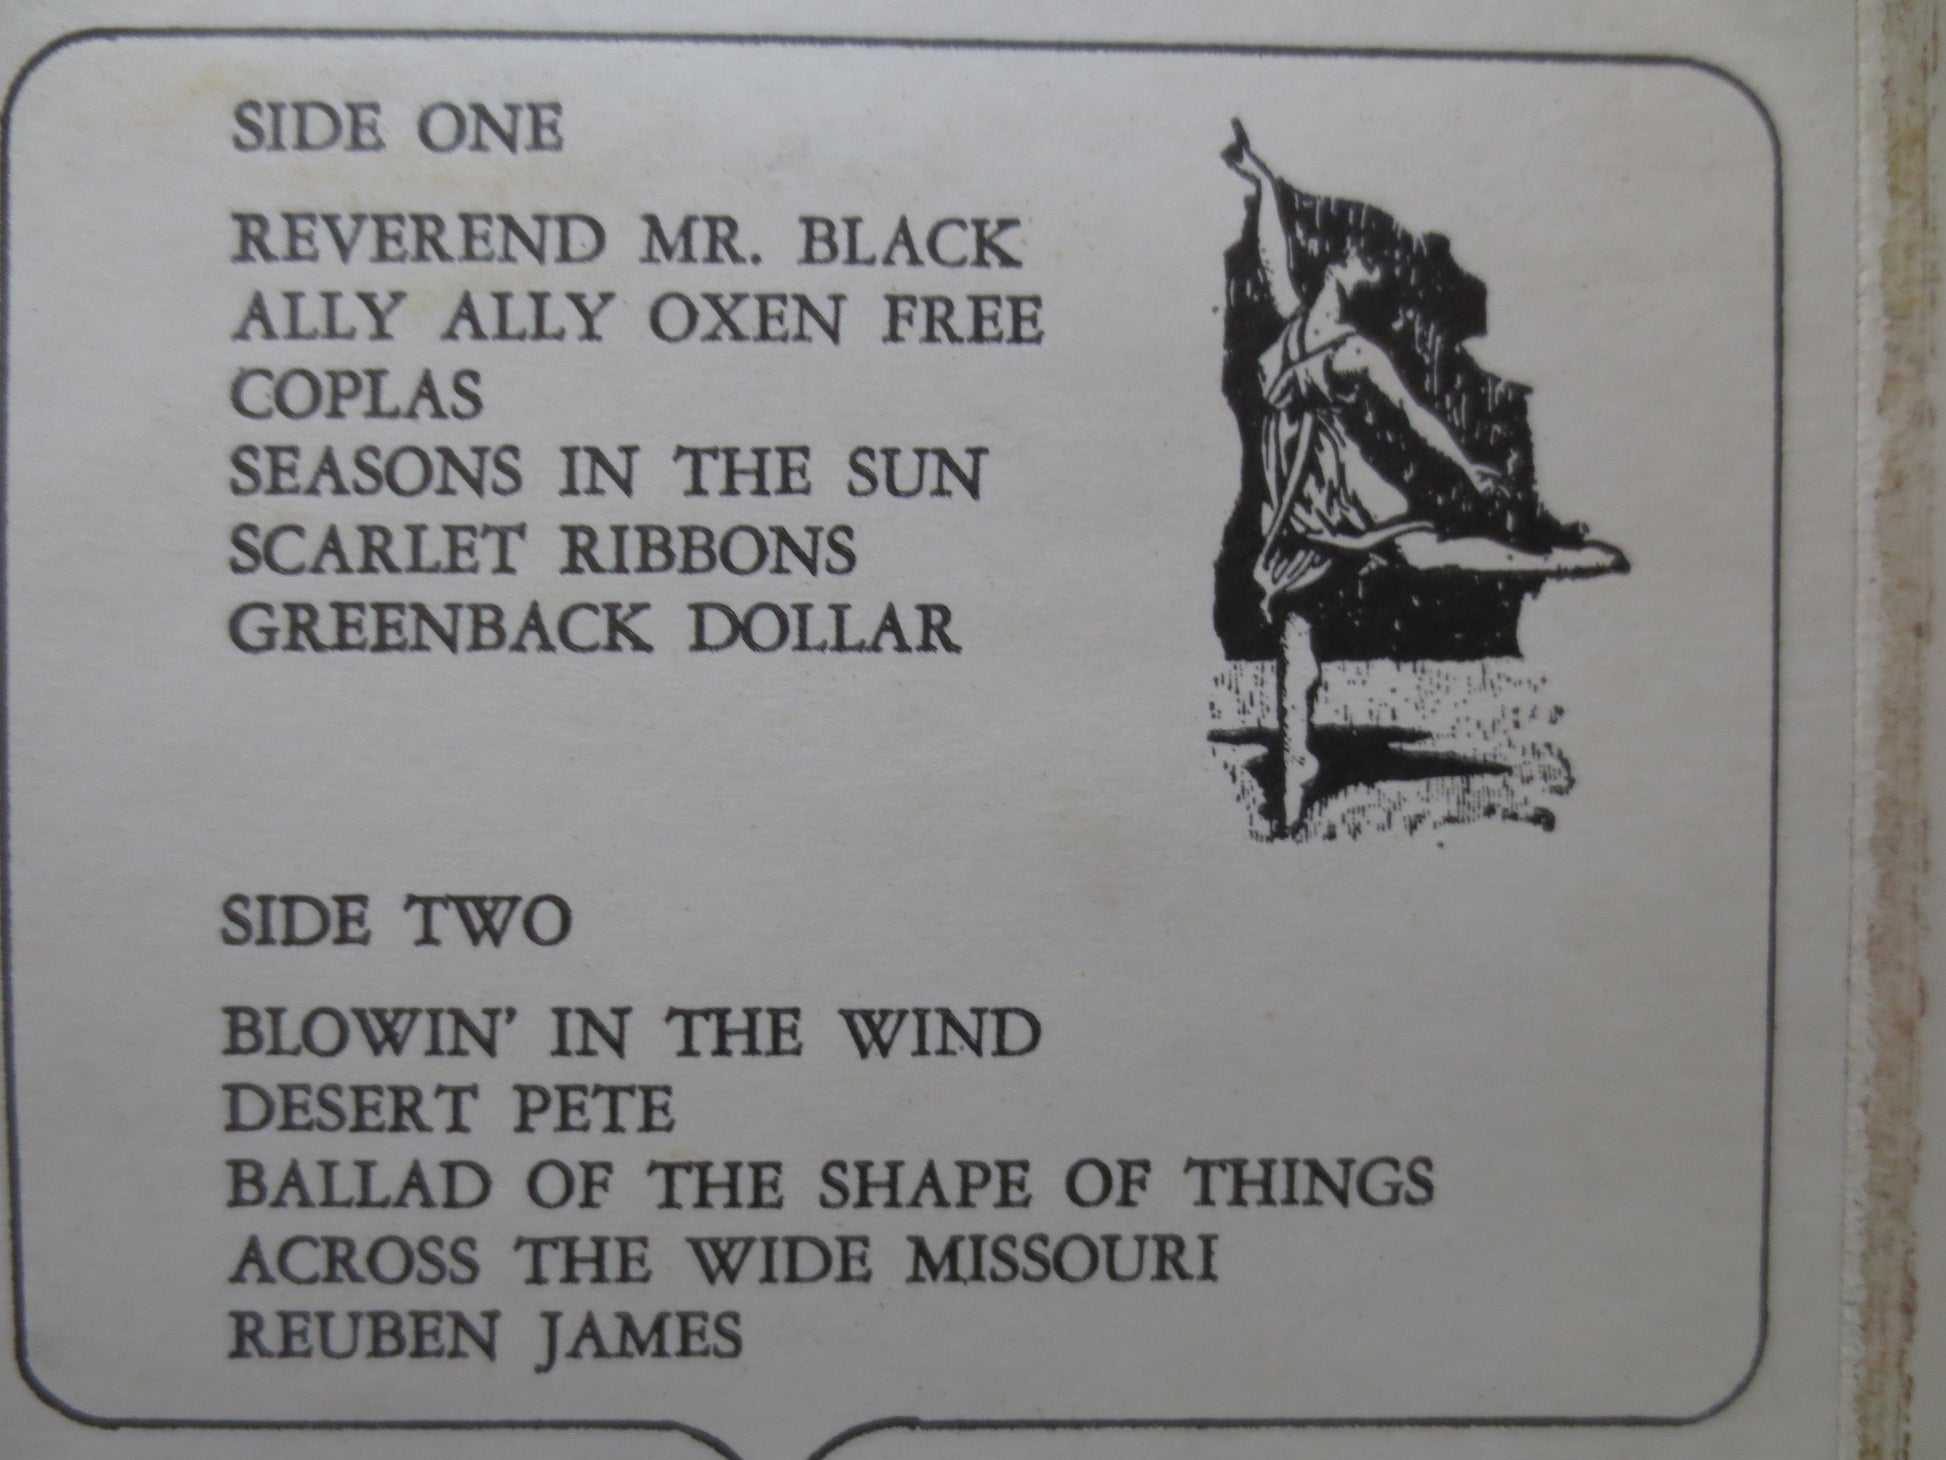 SIDE ONE
REVEREND MR. BLACK
ALLY ALLY OXEN FREE
COPLAS
SEASONS IN THE SUN
SCARLET RIBBONS
GREENBACK DOLLAR
SIDE TWO
BLOWIN' IN THE WIND
DESERT PETE
BALLAD OF THE SHAPE OF THINGS
ACROSS THE WIDE MISSOURI
REUBEN JAMES